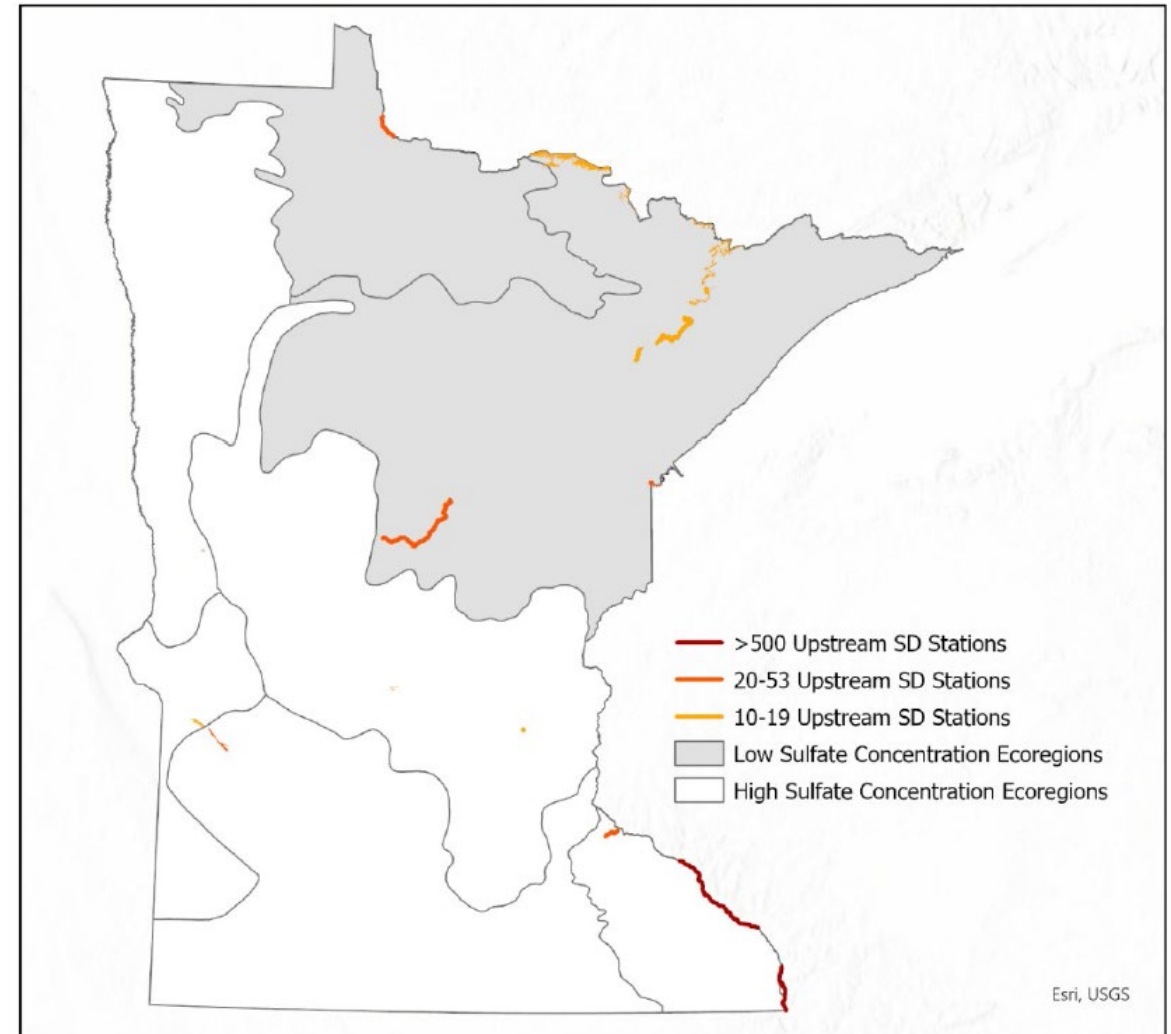 >500 Upstream SD Stations
20-53 Upstream SD Stations
10-19 Upstream SD Stations
Low Sulfate Concentration Ecoregions
High Sulfate Concentration Ecoregions
Esri, USGS